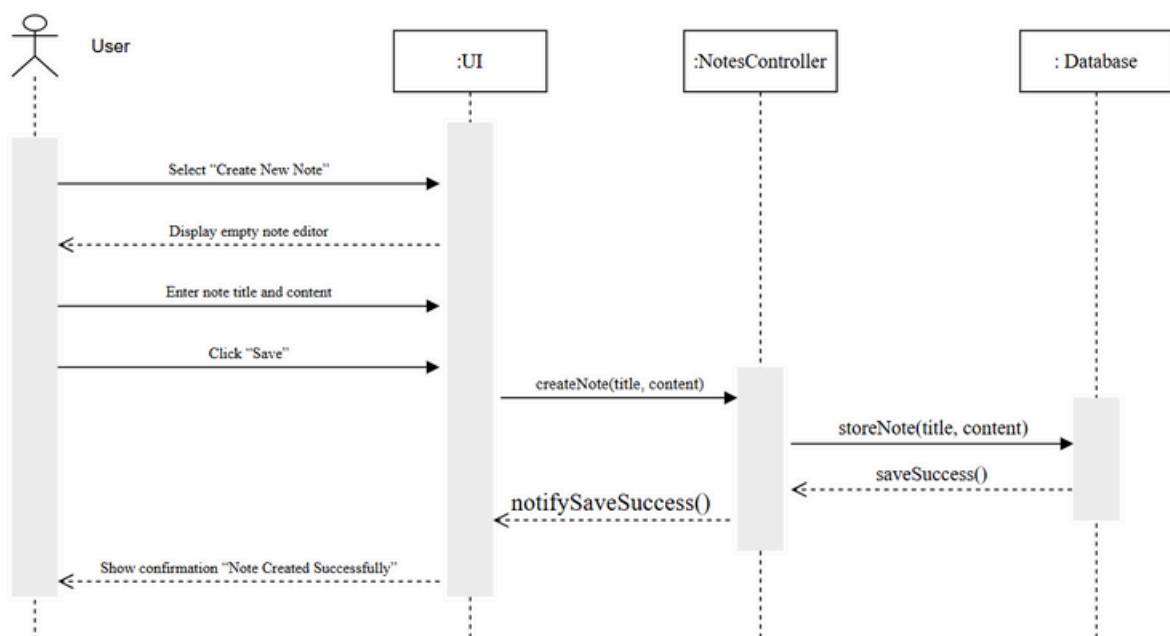 User
:UI
:NotesController
: Database
Select “Create New Note”
Display empty note editor
Enter note title and content
Click “Save”
createNote(title, content)
storeNote(title, content)
saveSuccess()
notifySaveSuccess()
Show confirmation “Note Created Successfully”